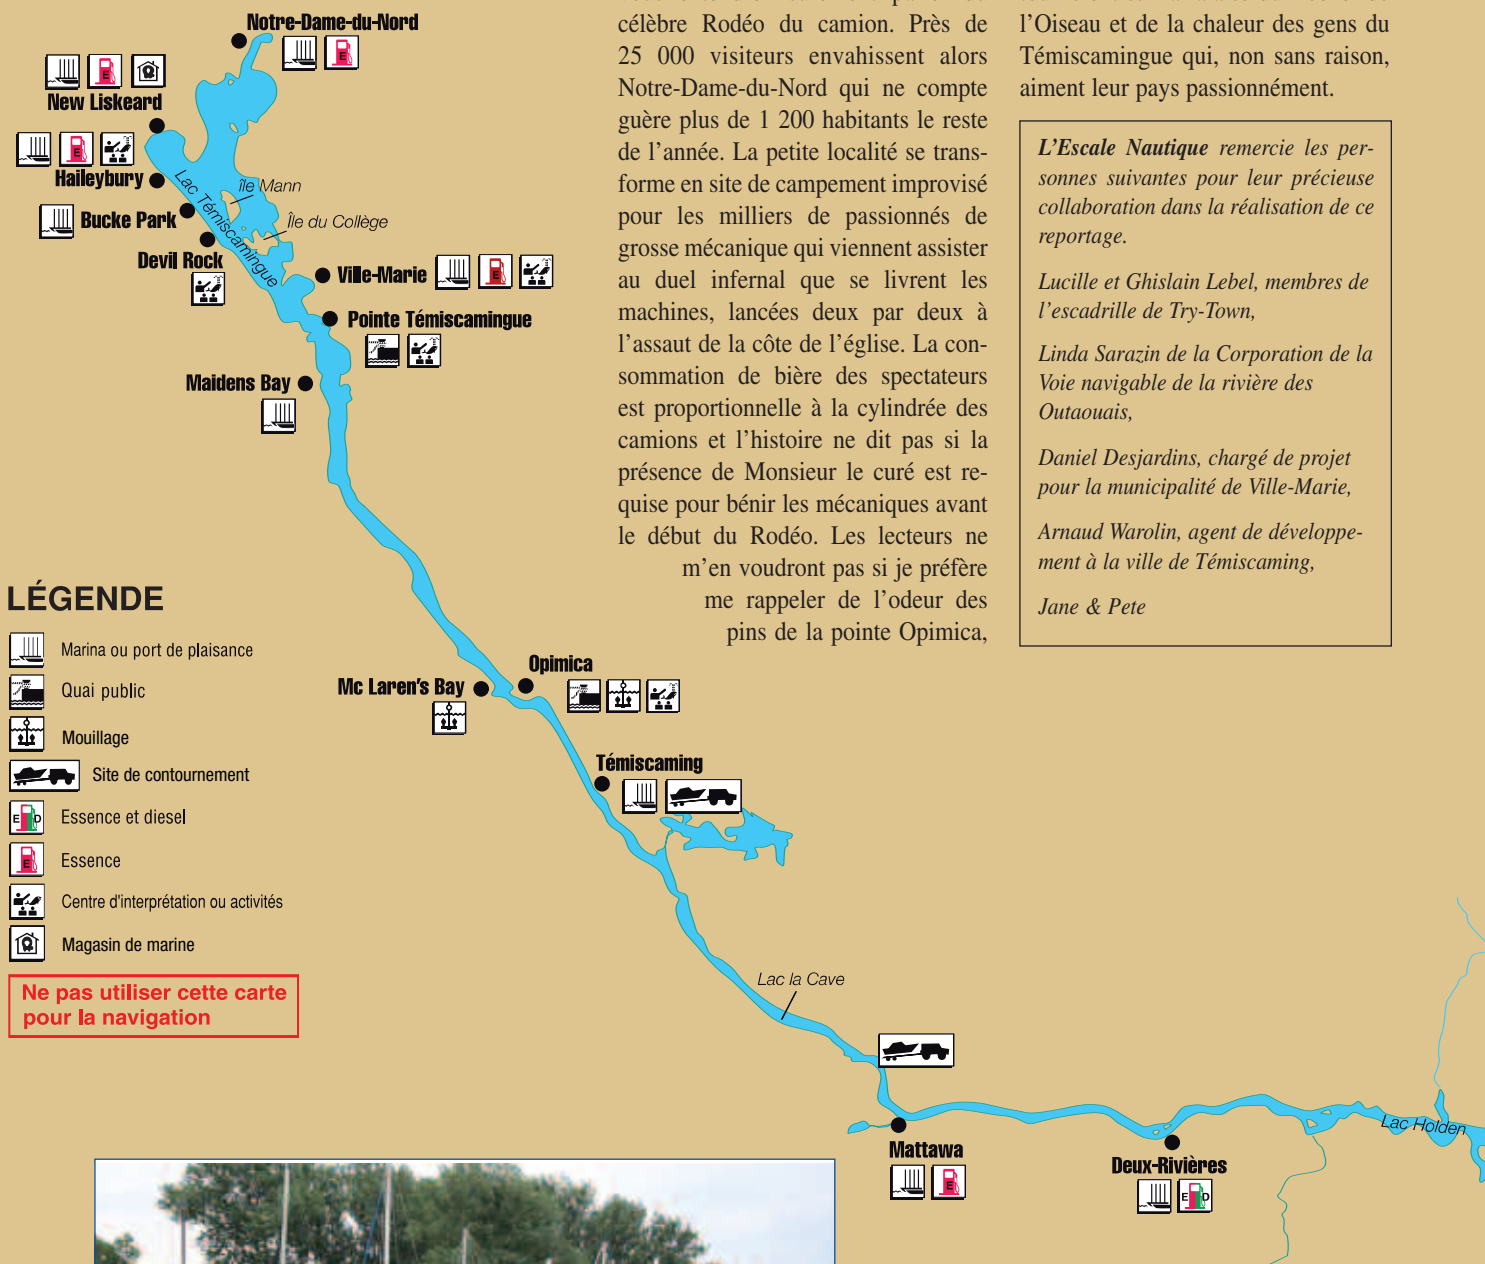 célèbre Rodéo du camion. Près de
25 000 visiteurs envahissent alors
Notre-Dame-du-Nord qui ne compte
guère plus de 1 200 habitants le reste
de l'année. La petite localité se trans-
forme en site de campement improvisé
pour les milliers de passionnés de
grosse mécanique qui viennent assister
au duel infernal que se livrent les
machines, lancées deux par deux à
l'assaut de la côte de l'église. La con-
sommation de bière des spectateurs
est proportionnelle à la cylindrée des
camions et l'histoire ne dit pas si la
présence de Monsieur le curé est re-
quise pour bénir les mécaniques avant
le début du Rodéo. Les lecteurs ne
m'en voudront pas si je préfère
me rappeler de l'odeur des
pins de la pointe Opimica,
l'Oiseau et de la chaleur des gens du
Témiscamingue qui, non sans raison,
aiment leur pays passionnément.
L'Escale Nautique remercie les per-
sonnes suivantes pour leur précieuse
collaboration dans la réalisation de ce
reportage.
Lucille et Ghislain Lebel, membres de
l'escadrille de Try-Town,
Linda Sarazin de la Corporation de la
Voie navigable de la rivière des
Outaouais,
Daniel Desjardins, chargé de projet
pour la municipalité de Ville-Marie,
Arnaud Warolin, agent de développe-
ment à la ville de Témiscaming,
Jane & Pete
Notre-Dame-du-Nord
E
E
New Liskeard
E
Haileybury
Lac Témiscamingue
île Mann
Île du Collège
Bucke Park
Devil Rock
Ville-Marie
E
Pointe Témiscamingue
Maidens Bay
Mc Laren's Bay
Opimica
Témiscaming
Lac la Cave
Mattawa
E
Deux-Rivières
E D
Lac Holden
LÉGENDE
Marina ou port de plaisance
Quai public
Mouillage
Site de contournement
E D Essence et diesel
E Essence
Centre d'interprétation ou activités
Magasin de marine
Ne pas utiliser cette carte
pour la navigation